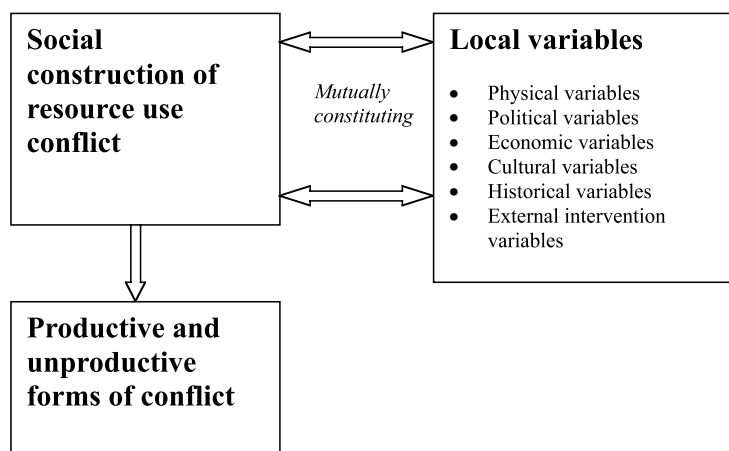 Social
construction of
resource use
conflict
Mutually
constituting
Local variables
• Physical variables
• Political variables
• Economic variables
• Cultural variables
• Historical variables
• External intervention
variables
Productive and
unproductive
forms of conflict